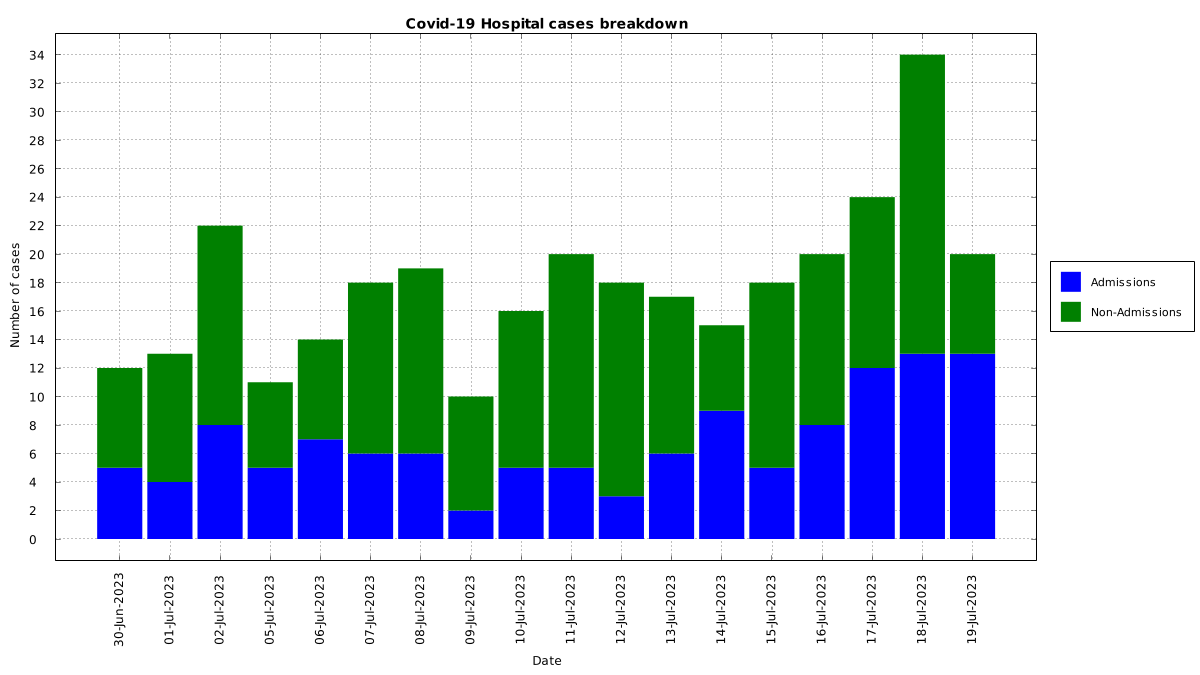 Covid-19 Hospital cases breakdown
34
32
30
28
26
24
22
20
18
16
14
12
10
8
6
4
2
0
Number of cases
Admissions
Non-Admissions
30-Jun-2023
01-Jul-2023
02-Jul-2023
05-Jul-2023
06-Jul-2023
07-Jul-2023
08-Jul-2023
09-Jul-2023
10-Jul-2023
11-Jul-2023
12-Jul-2023
13-Jul-2023
14-Jul-2023
15-Jul-2023
16-Jul-2023
17-Jul-2023
18-Jul-2023
19-Jul-2023
Date